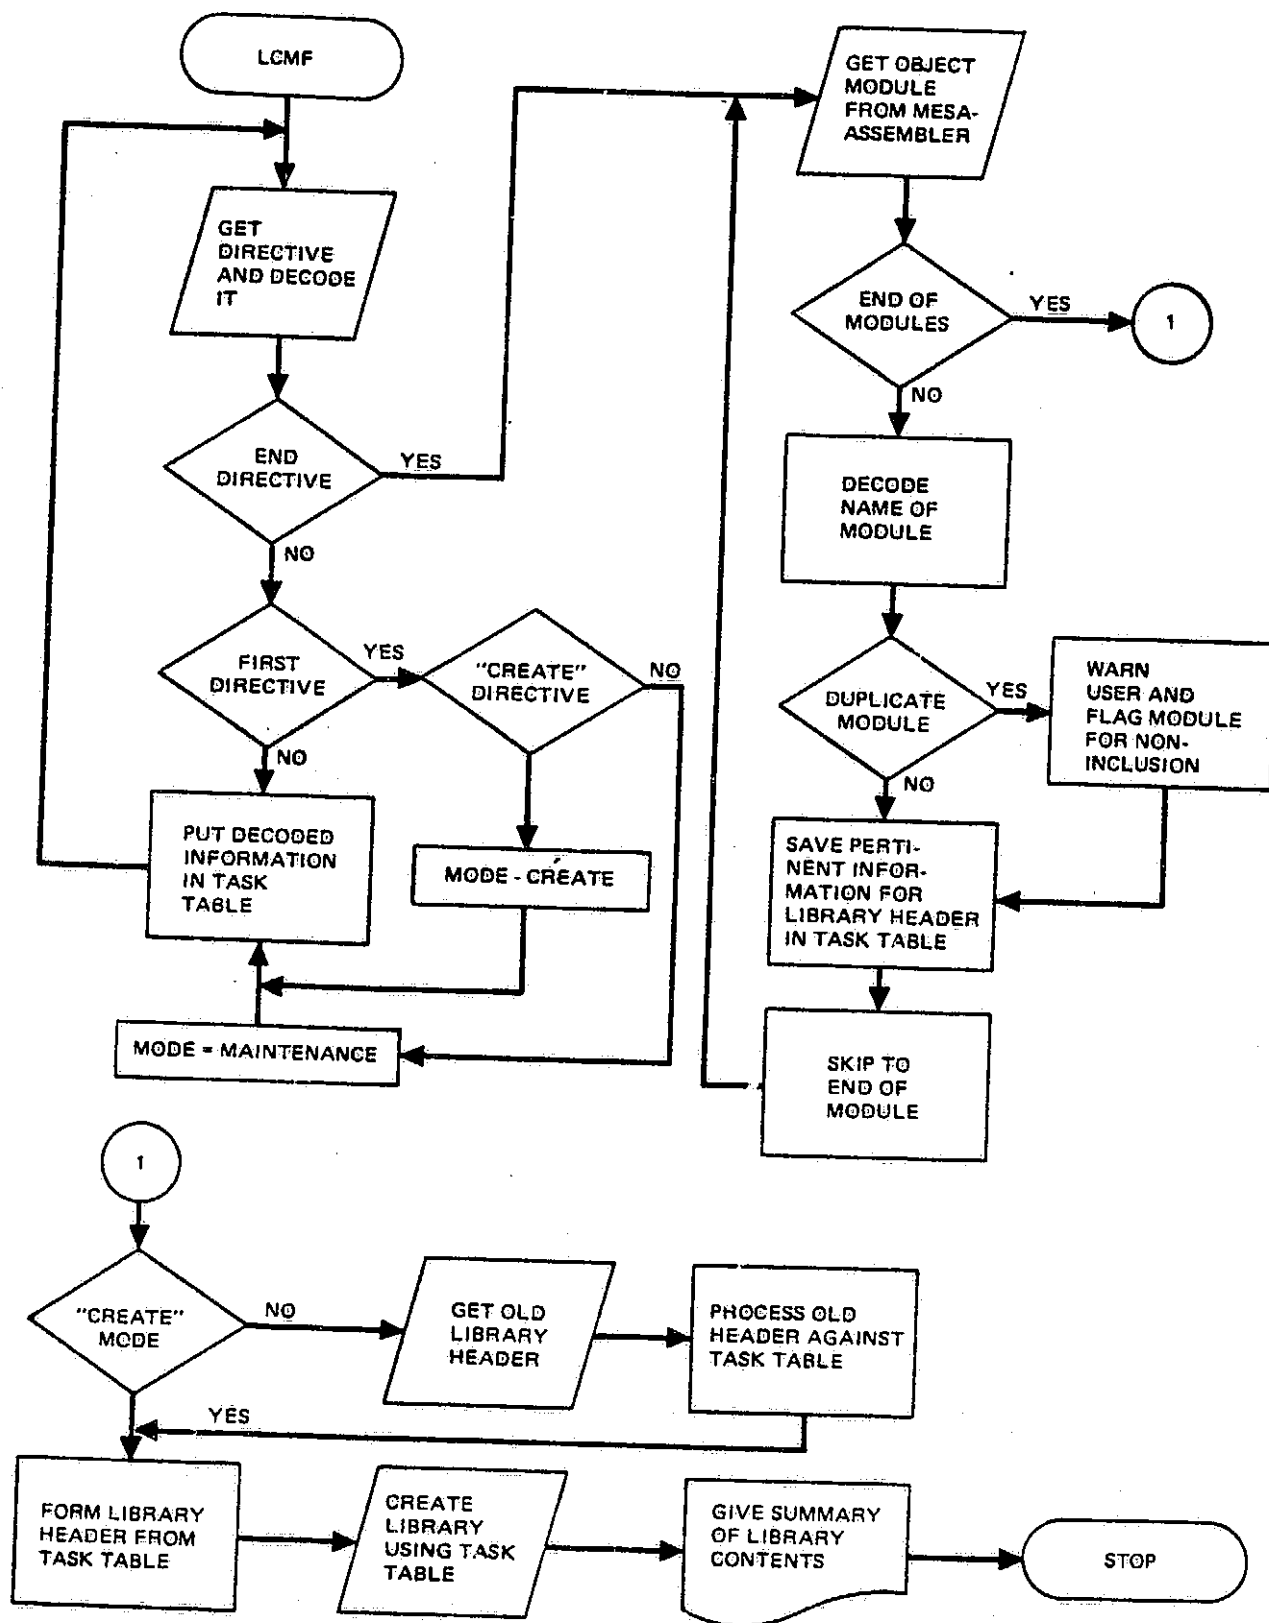 LCMF
GET
DIRECTIVE
AND DECODE
IT
END
DIRECTIVE
YES
NO
FIRST
DIRECTIVE
YES
NO
"CREATE"
DIRECTIVE
NO
PUT DECODED
INFORMATION
IN TASK
TABLE
MODE - CREATE
MODE = MAINTENANCE
GET OBJECT
MODULE
FROM MESA-
ASSEMBLER
END OF
MODULES
YES
1
NO
DECODE
NAME OF
MODULE
DUPLICATE
MODULE
YES
NO
WARN
USER AND
FLAG MODULE
FOR NON-
INCLUSION
SAVE PERTI-
NENT INFOR-
MATION FOR
LIBRARY HEADER
IN TASK TABLE
SKIP TO
END OF
MODULE
1
"CREATE"
MODE
NO
YES
GET OLD
LIBRARY
HEADER
PROCESS OLD
HEADER AGAINST
TASK TABLE
FORM LIBRARY
HEADER FROM
TASK TABLE
CREATE
LIBRARY
USING TASK
TABLE
GIVE SUMMARY
OF LIBRARY
CONTENTS
STOP